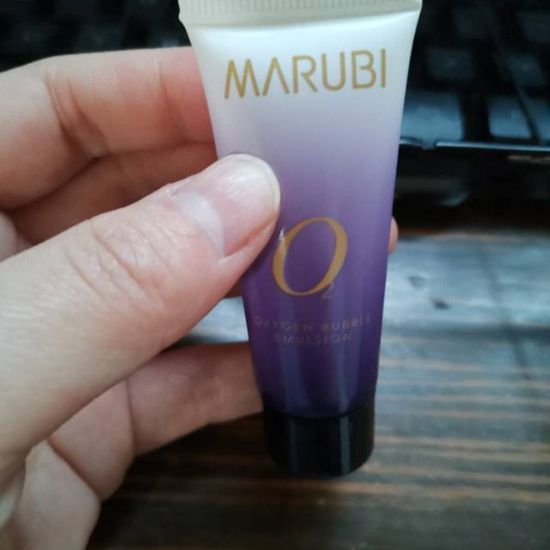 MARUBI
O2
OXYGEN BUBBLE
EMULSION